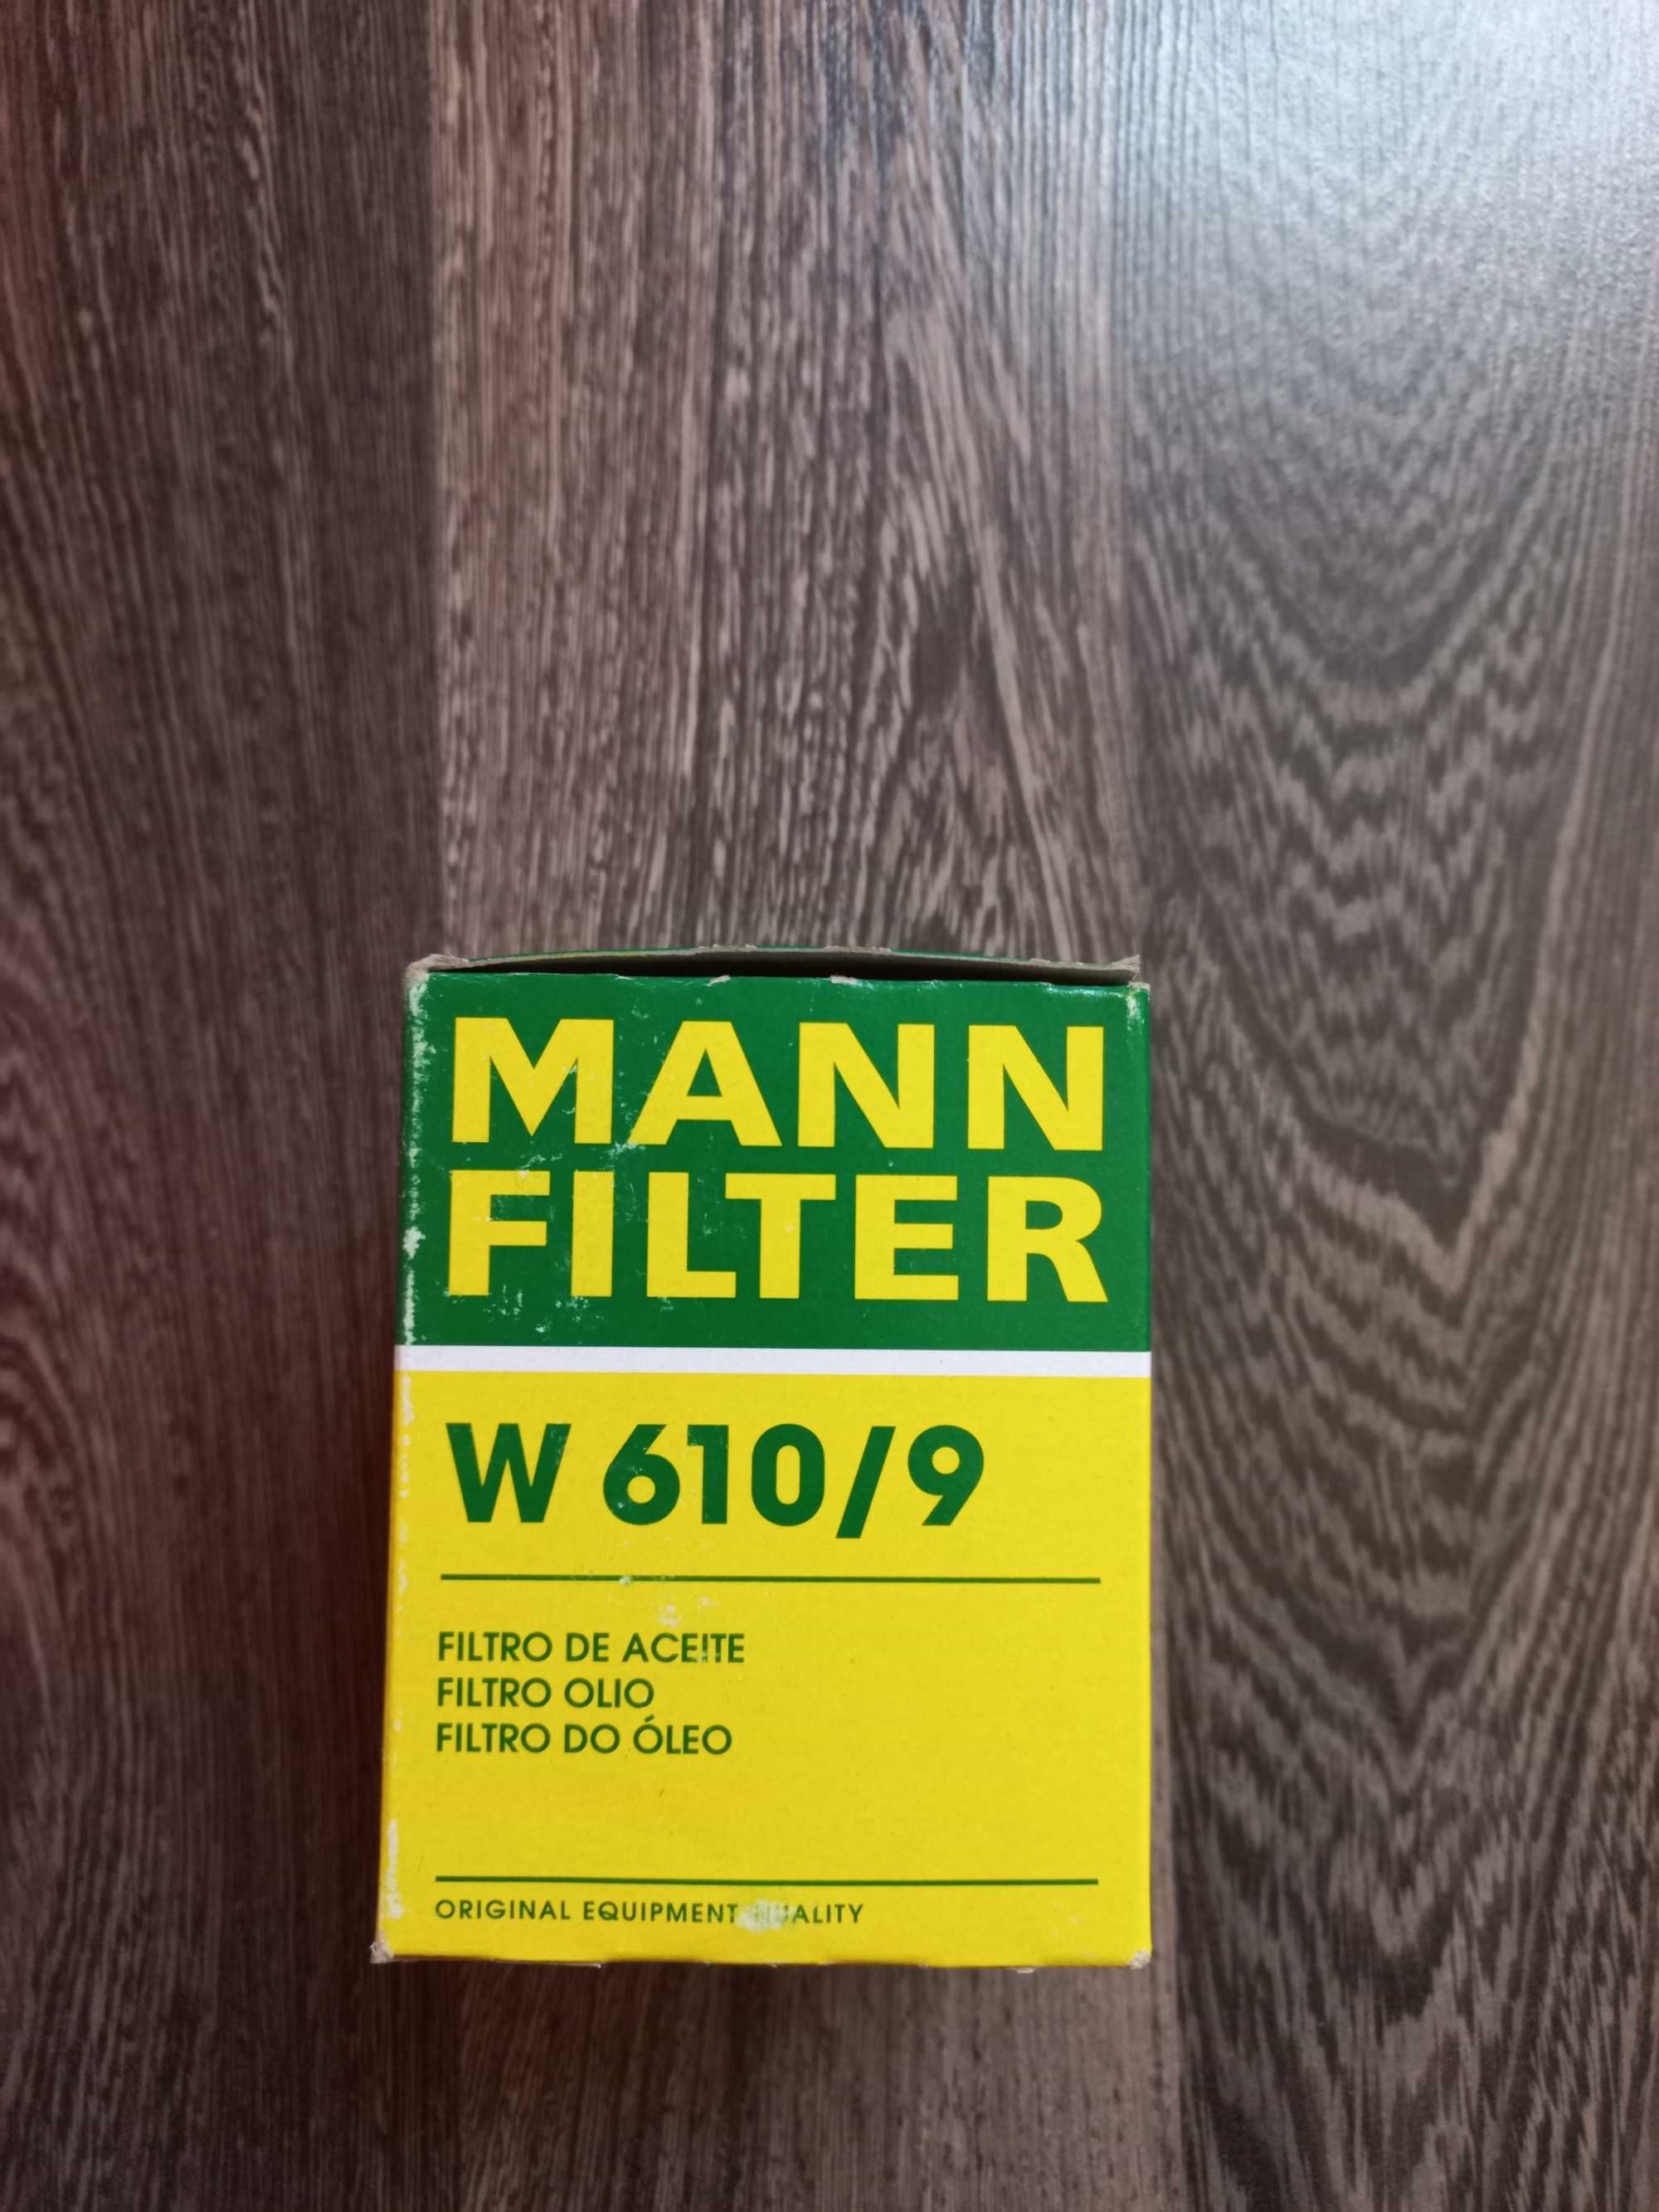 MANN
FILTER
W 610/9
FILTRO DE ACEITE
FILTRO OLIO
FILTRO DO ÓLEO
ORIGINAL EQUIPMENT QUALITY